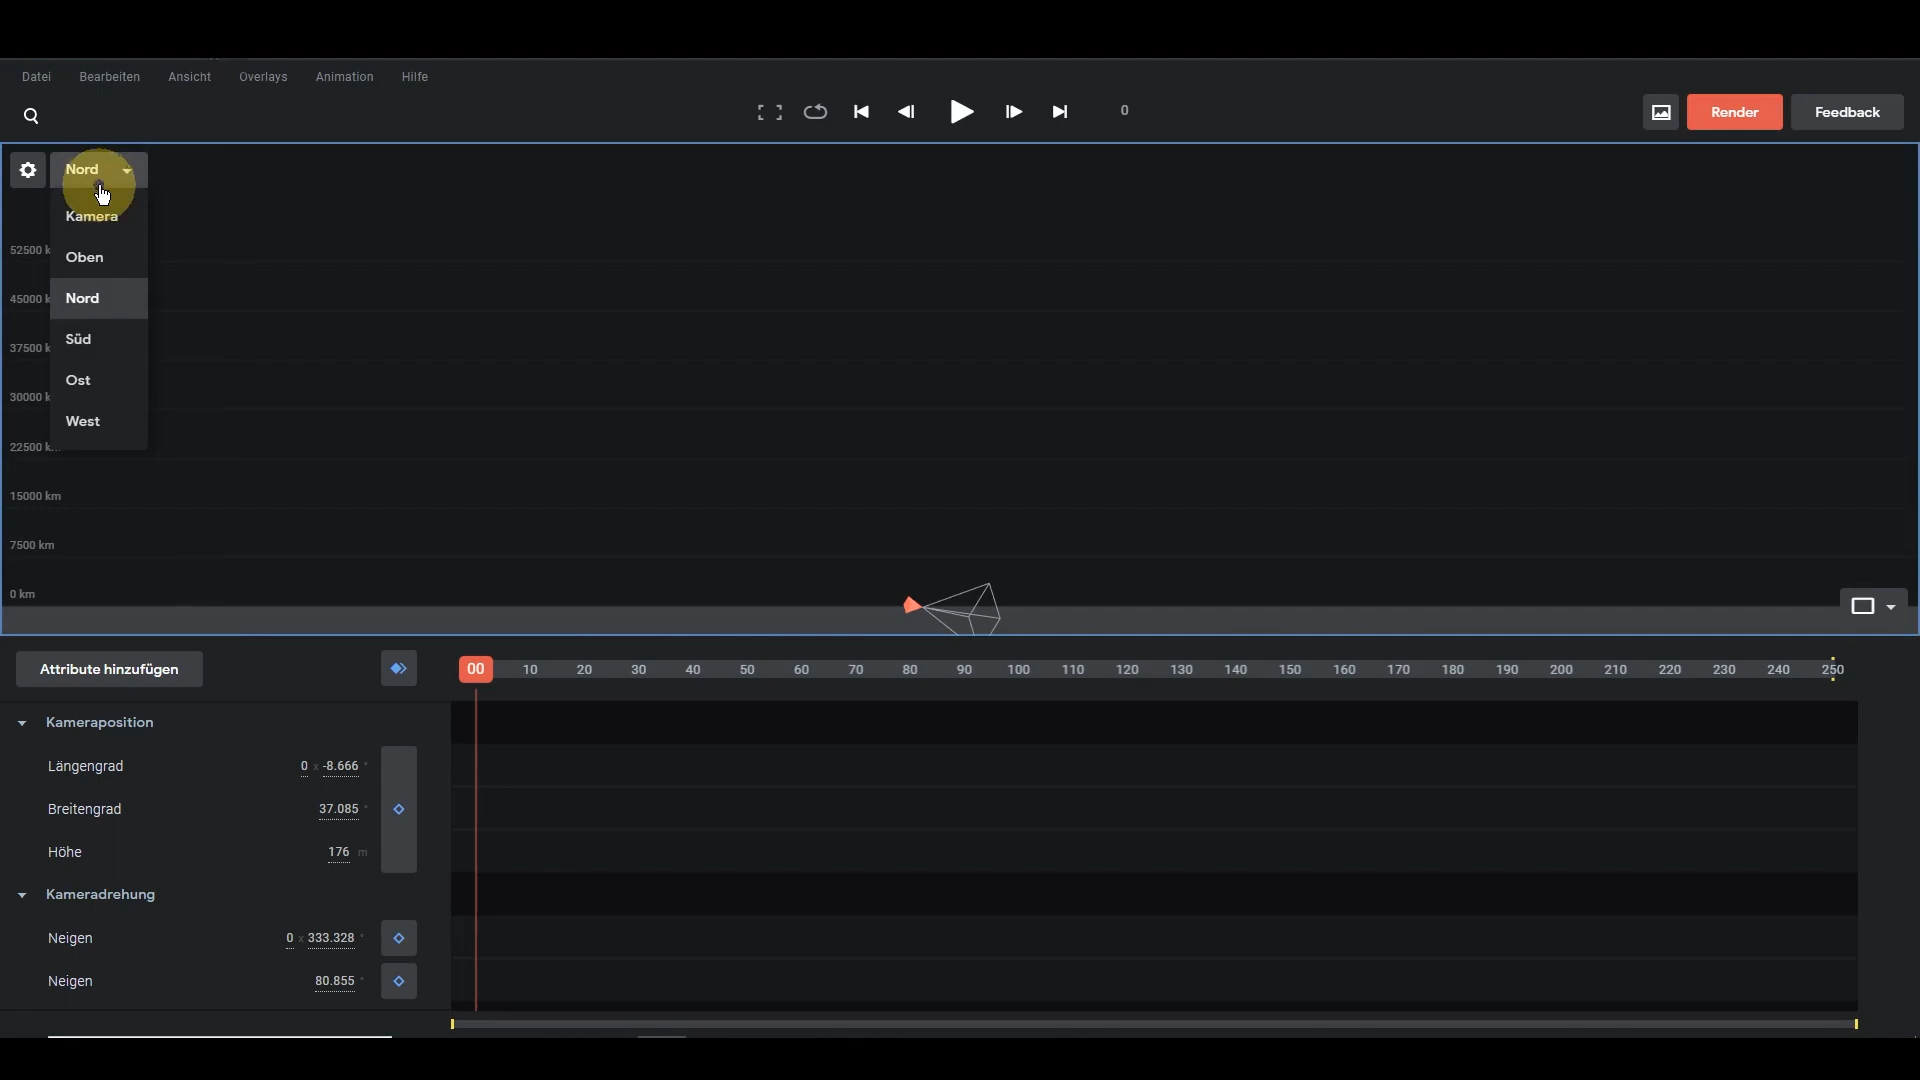 Datei Bearbeiten Ansicht Overlays Animation Hilfe
0
Render Feedback
Nord
Kamera
52500 k
Oben
45000 k
Nord
37500 k
Süd
30000 k
Ost
22500 k...
West
15000 km
7500 km
0 km
Attribute hinzufügen
00 10 20 30 40 50 60 70 80 90 100 110 120 130 140 150 160 170 180 190 200 210 220 230 240 250
Kameraposition
Längengrad 0 x -8.666 °
Breitengrad 37.085 °
Höhe 176 m
Kameradrehung
Neigen 0 x 333.328 °
Neigen 80.855 °